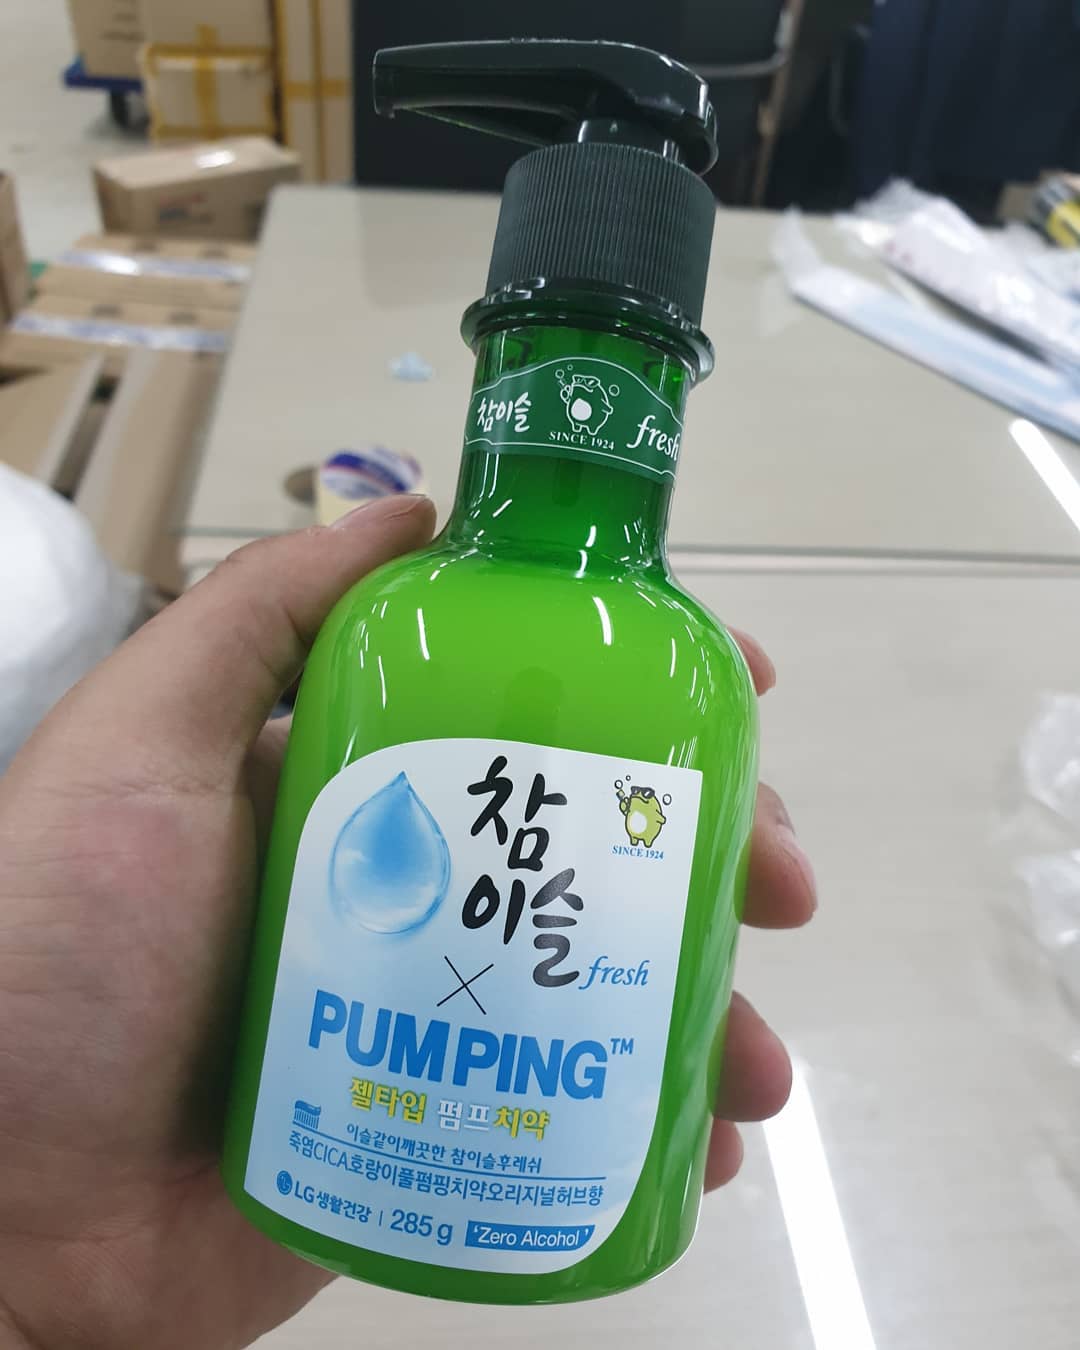 참이슬 SINCE 1924 fresh
참
이슬
fresh
SINCE 1924
×
PUMPING™
젤타입 펌프치약
이슬같이깨끗한 참이슬후레쉬
죽염CICA호랑이풀펌핑치약오리지널허브향
LG생활건강 | 285g 'Zero Alcohol'